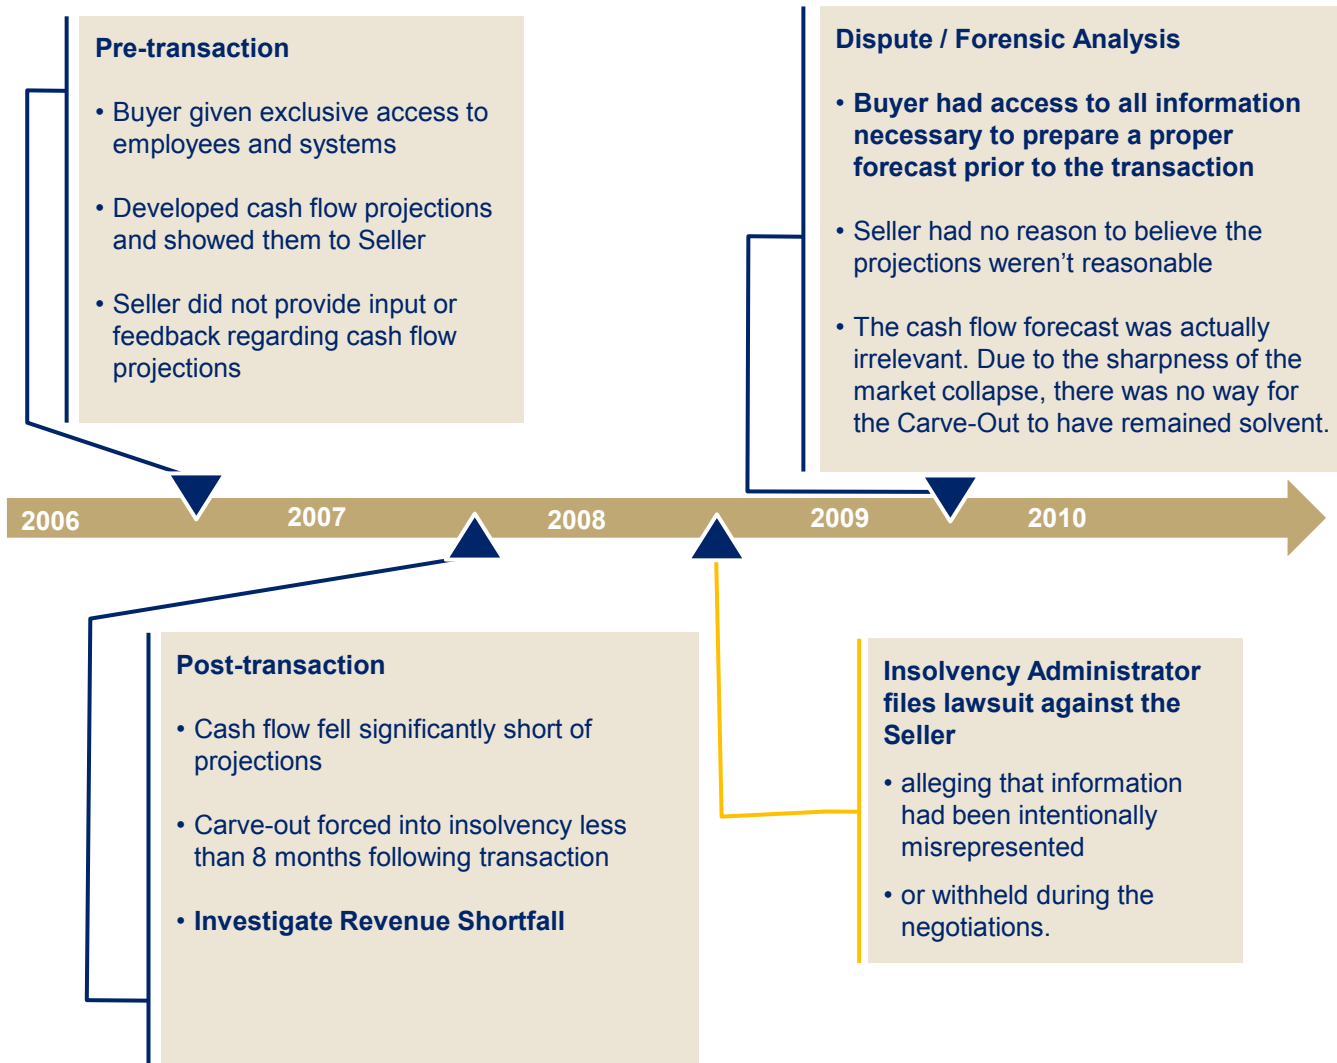 Pre-transaction
• Buyer given exclusive access to
employees and systems
• Developed cash flow projections
and showed them to Seller
• Seller did not provide input or
feedback regarding cash flow
projections
Dispute / Forensic Analysis
• Buyer had access to all information
necessary to prepare a proper
forecast prior to the transaction
• Seller had no reason to believe the
projections weren't reasonable
• The cash flow forecast was actually
irrelevant. Due to the sharpness of the
market collapse, there was no way for
the Carve-Out to have remained solvent.
2006 2007 2008 2009 2010
Post-transaction
• Cash flow fell significantly short of
projections
• Carve-out forced into insolvency less
than 8 months following transaction
• Investigate Revenue Shortfall
Insolvency Administrator
files lawsuit against the
Seller
• alleging that information
had been intentionally
misrepresented
• or withheld during the
negotiations.